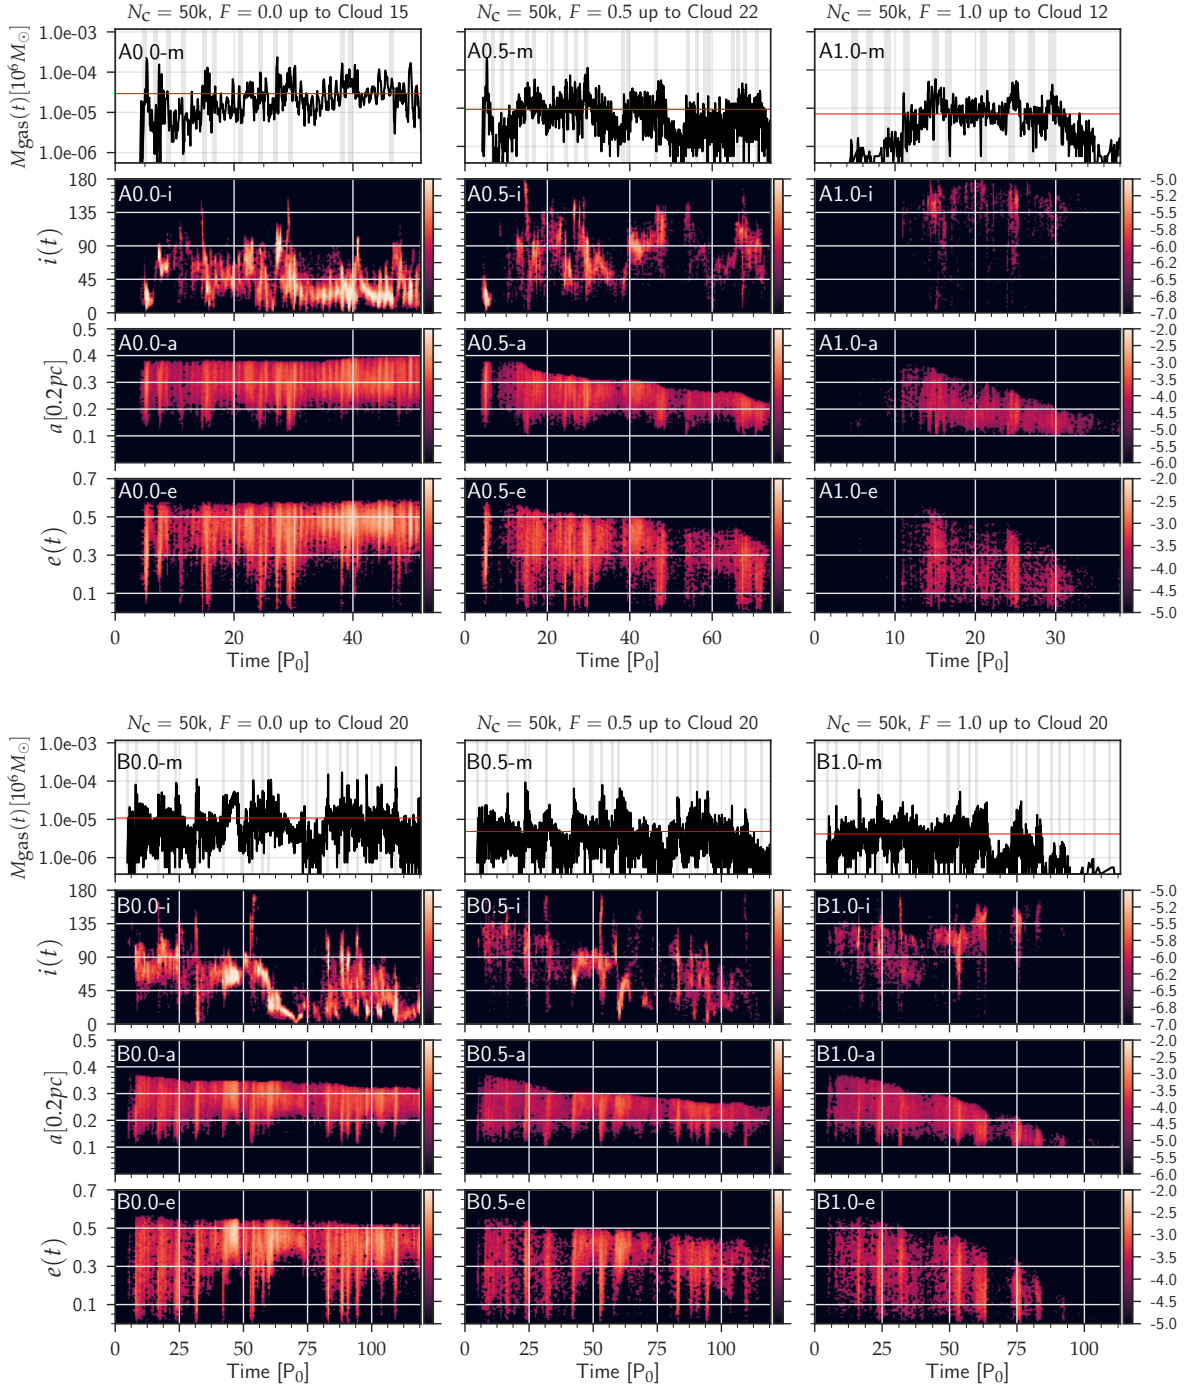 N_c = 50k, F = 0.0 up to Cloud 15
N_c = 50k, F = 0.5 up to Cloud 22
N_c = 50k, F = 1.0 up to Cloud 12
M_gas(t)[10^6 M_⊙]
1.0e-03
1.0e-04
1.0e-05
1.0e-06
A0.0-m
A0.5-m
A1.0-m
i(t)
180
135
90
45
0
A0.0-i
A0.5-i
A1.0-i
-5.0
-5.2
-5.5
-5.8
-6.0
-6.2
-6.5
-6.8
-7.0
a[0.2pc]
0.5
0.4
0.3
0.2
0.1
A0.0-a
A0.5-a
A1.0-a
-2.0
-2.5
-3.0
-3.5
-4.0
-4.5
-5.0
-5.5
-6.0
e(t)
0.7
0.5
0.3
0.1
A0.0-e
A0.5-e
A1.0-e
-2.0
-2.5
-3.0
-3.5
-4.0
-4.5
-5.0
0 20 40
0 20 40 60
0 10 20 30
Time [P_0]
Time [P_0]
Time [P_0]
N_c = 50k, F = 0.0 up to Cloud 20
N_c = 50k, F = 0.5 up to Cloud 20
N_c = 50k, F = 1.0 up to Cloud 20
M_gas(t)[10^6 M_⊙]
1.0e-03
1.0e-04
1.0e-05
1.0e-06
B0.0-m
B0.5-m
B1.0-m
i(t)
180
135
90
45
0
B0.0-i
B0.5-i
B1.0-i
-5.0
-5.2
-5.5
-5.8
-6.0
-6.2
-6.5
-6.8
-7.0
a[0.2pc]
0.5
0.4
0.3
0.2
0.1
B0.0-a
B0.5-a
B1.0-a
-2.0
-2.5
-3.0
-3.5
-4.0
-4.5
-5.0
-5.5
-6.0
e(t)
0.7
0.5
0.3
0.1
B0.0-e
B0.5-e
B1.0-e
-2.0
-2.5
-3.0
-3.5
-4.0
-4.5
-5.0
0 25 50 75 100
0 25 50 75 100
0 25 50 75 100
Time [P_0]
Time [P_0]
Time [P_0]